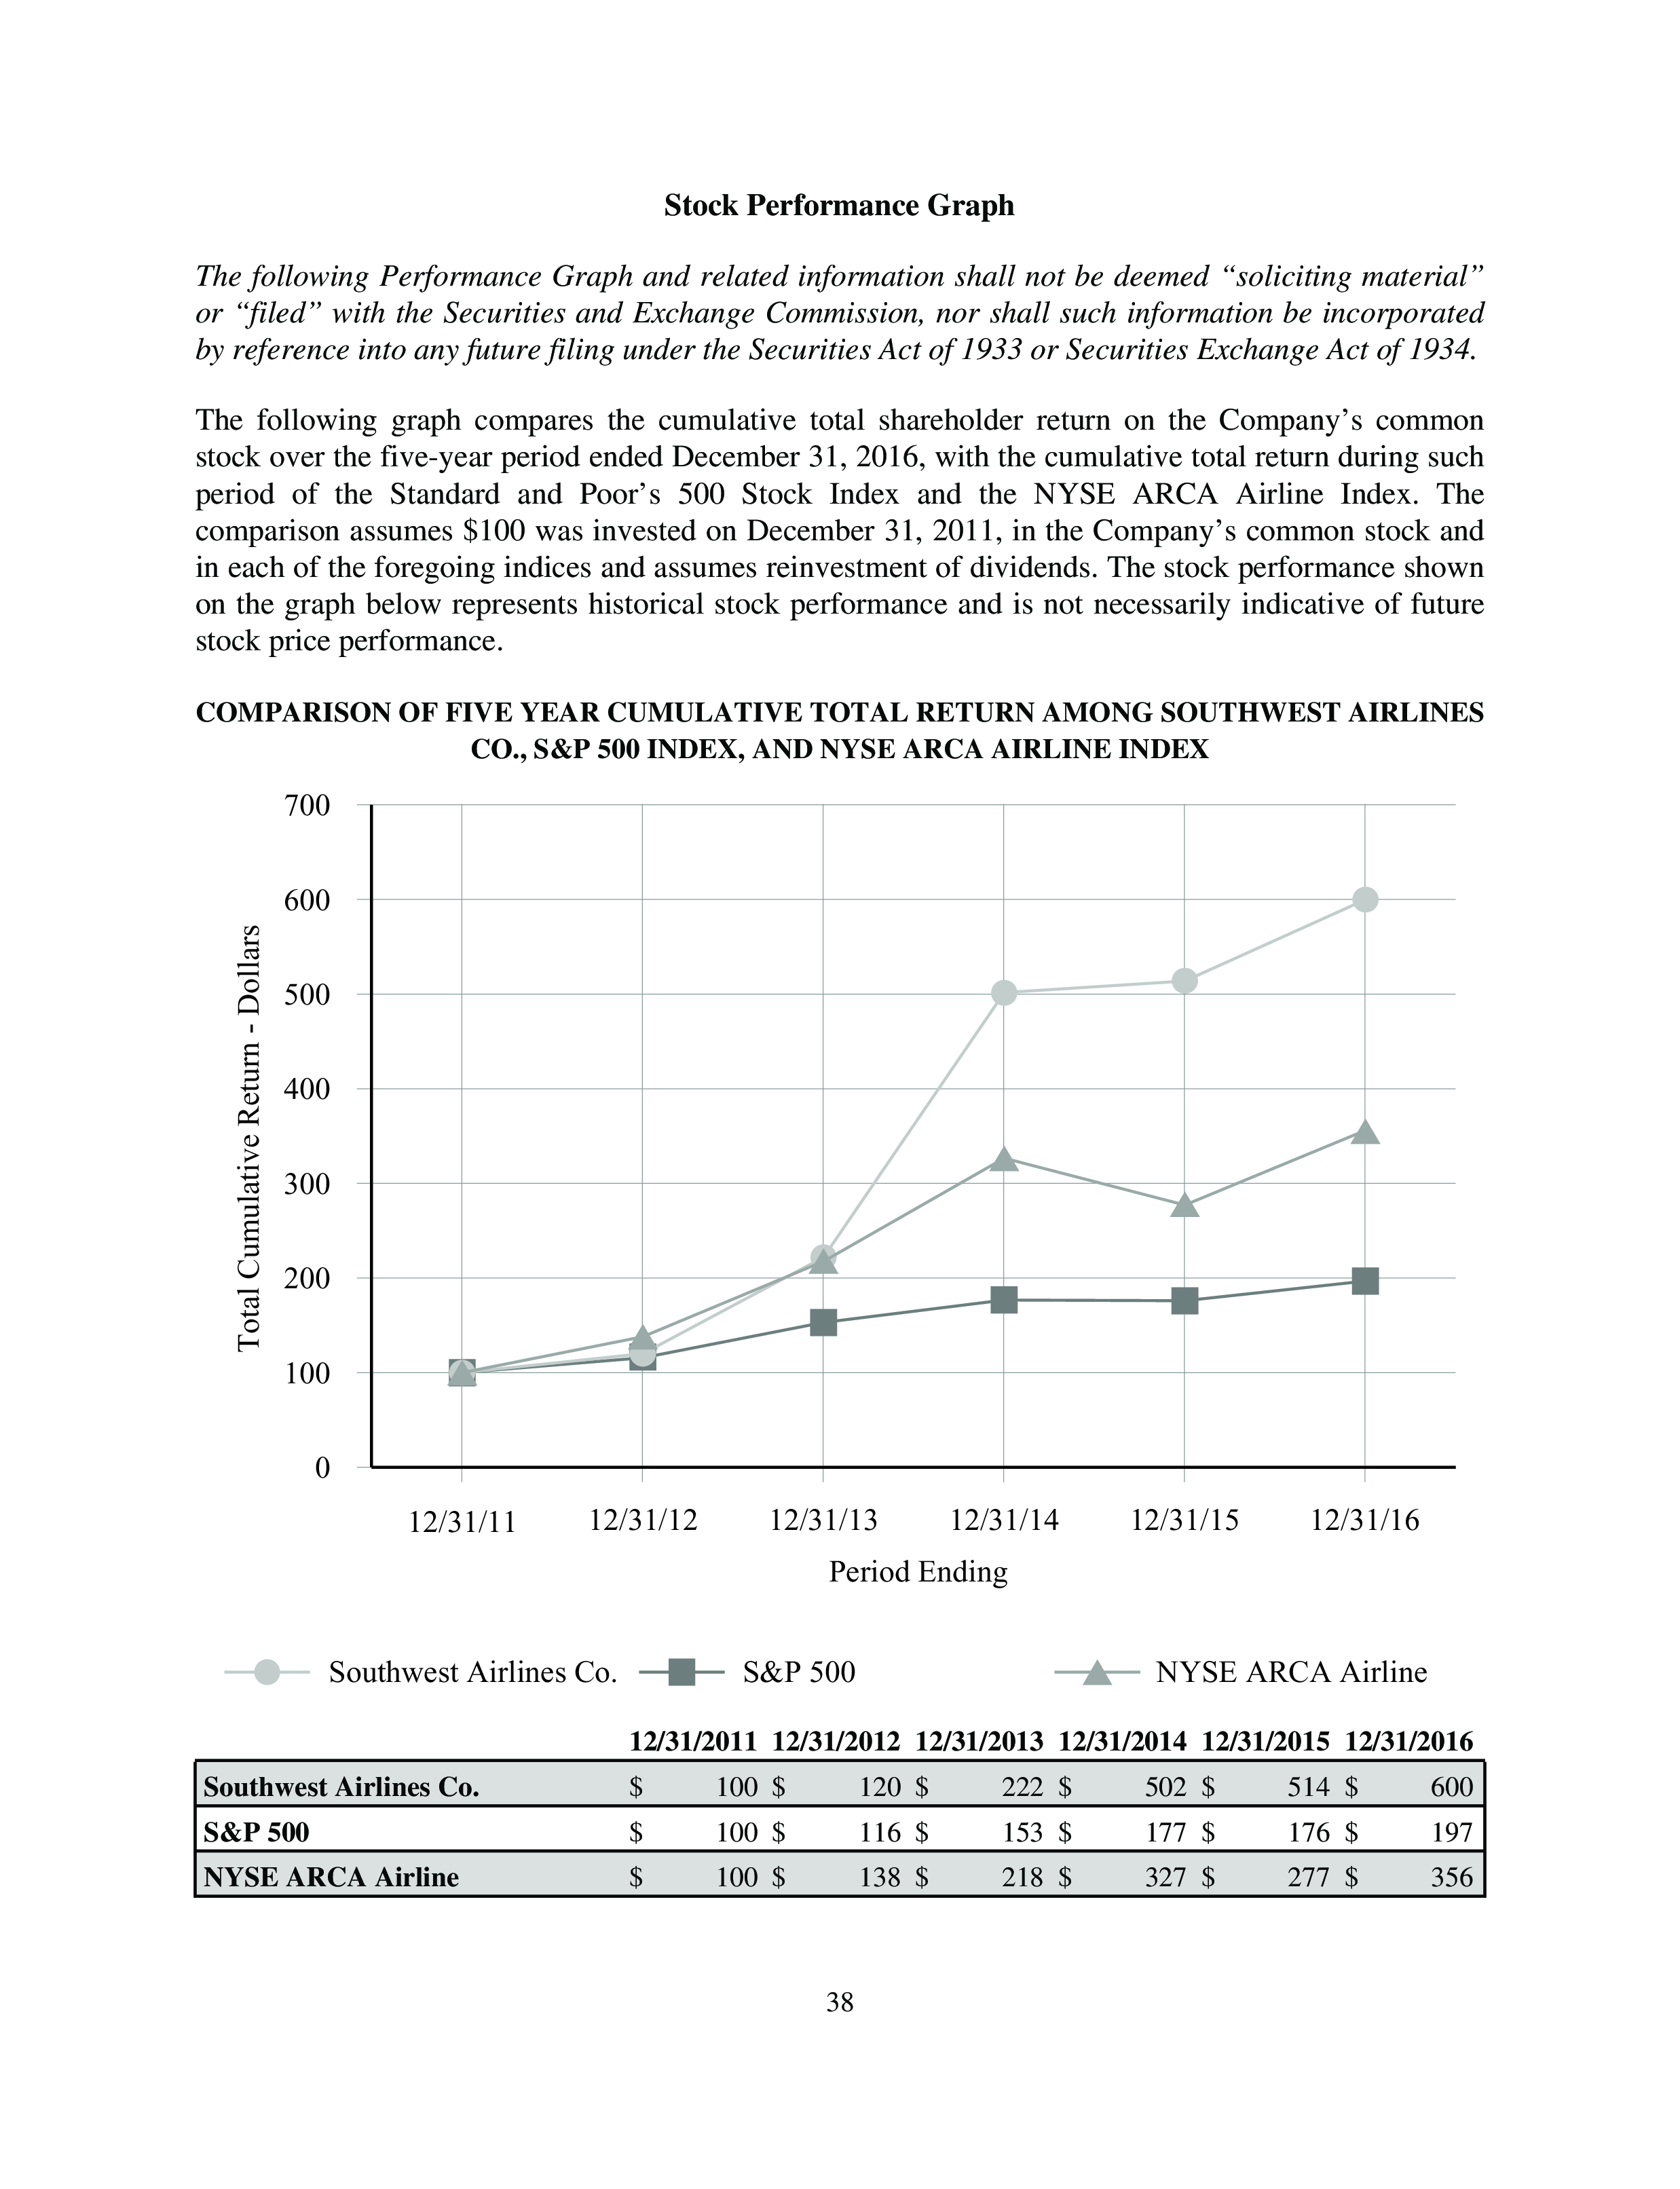 Stock Performance Graph
The following Performance Graph and related information shall not be deemed “soliciting material”
or “filed” with the Securities and Exchange Commission, nor shall such information be incorporated
by reference into any future filing under the Securities Act of 1933 or Securities Exchange Act of 1934.
The following graph compares the cumulative total shareholder return on the Company’s common
stock over the five-year period ended December 31, 2016, with the cumulative total return during such
period of the Standard and Poor’s 500 Stock Index and the NYSE ARCA Airline Index. The
comparison assumes $100 was invested on December 31, 2011, in the Company’s common stock and
in each of the foregoing indices and assumes reinvestment of dividends. The stock performance shown
on the graph below represents historical stock performance and is not necessarily indicative of future
stock price performance.
COMPARISON OF FIVE YEAR CUMULATIVE TOTAL RETURN AMONG SOUTHWEST AIRLINES
CO., S&P 500 INDEX, AND NYSE ARCA AIRLINE INDEX
Total Cumulative Return - Dollars
700
600
500
400
300
200
100
0
12/31/11 12/31/12 12/31/13 12/31/14 12/31/15 12/31/16
Period Ending
Southwest Airlines Co. S&P 500 NYSE ARCA Airline
12/31/2011 12/31/2012 12/31/2013 12/31/2014 12/31/2015 12/31/2016
Southwest Airlines Co. $ 100 $ 120 $ 222 $ 502 $ 514 $ 600
S&P 500 $ 100 $ 116 $ 153 $ 177 $ 176 $ 197
NYSE ARCA Airline $ 100 $ 138 $ 218 $ 327 $ 277 $ 356
38